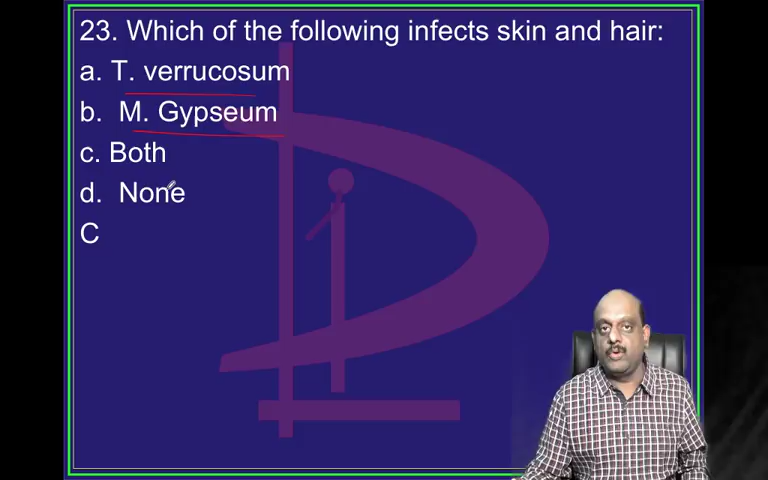 23. Which of the following infects skin and hair:
a. T. verrucosum
b. M. Gypseum
c. Both
d. None
C